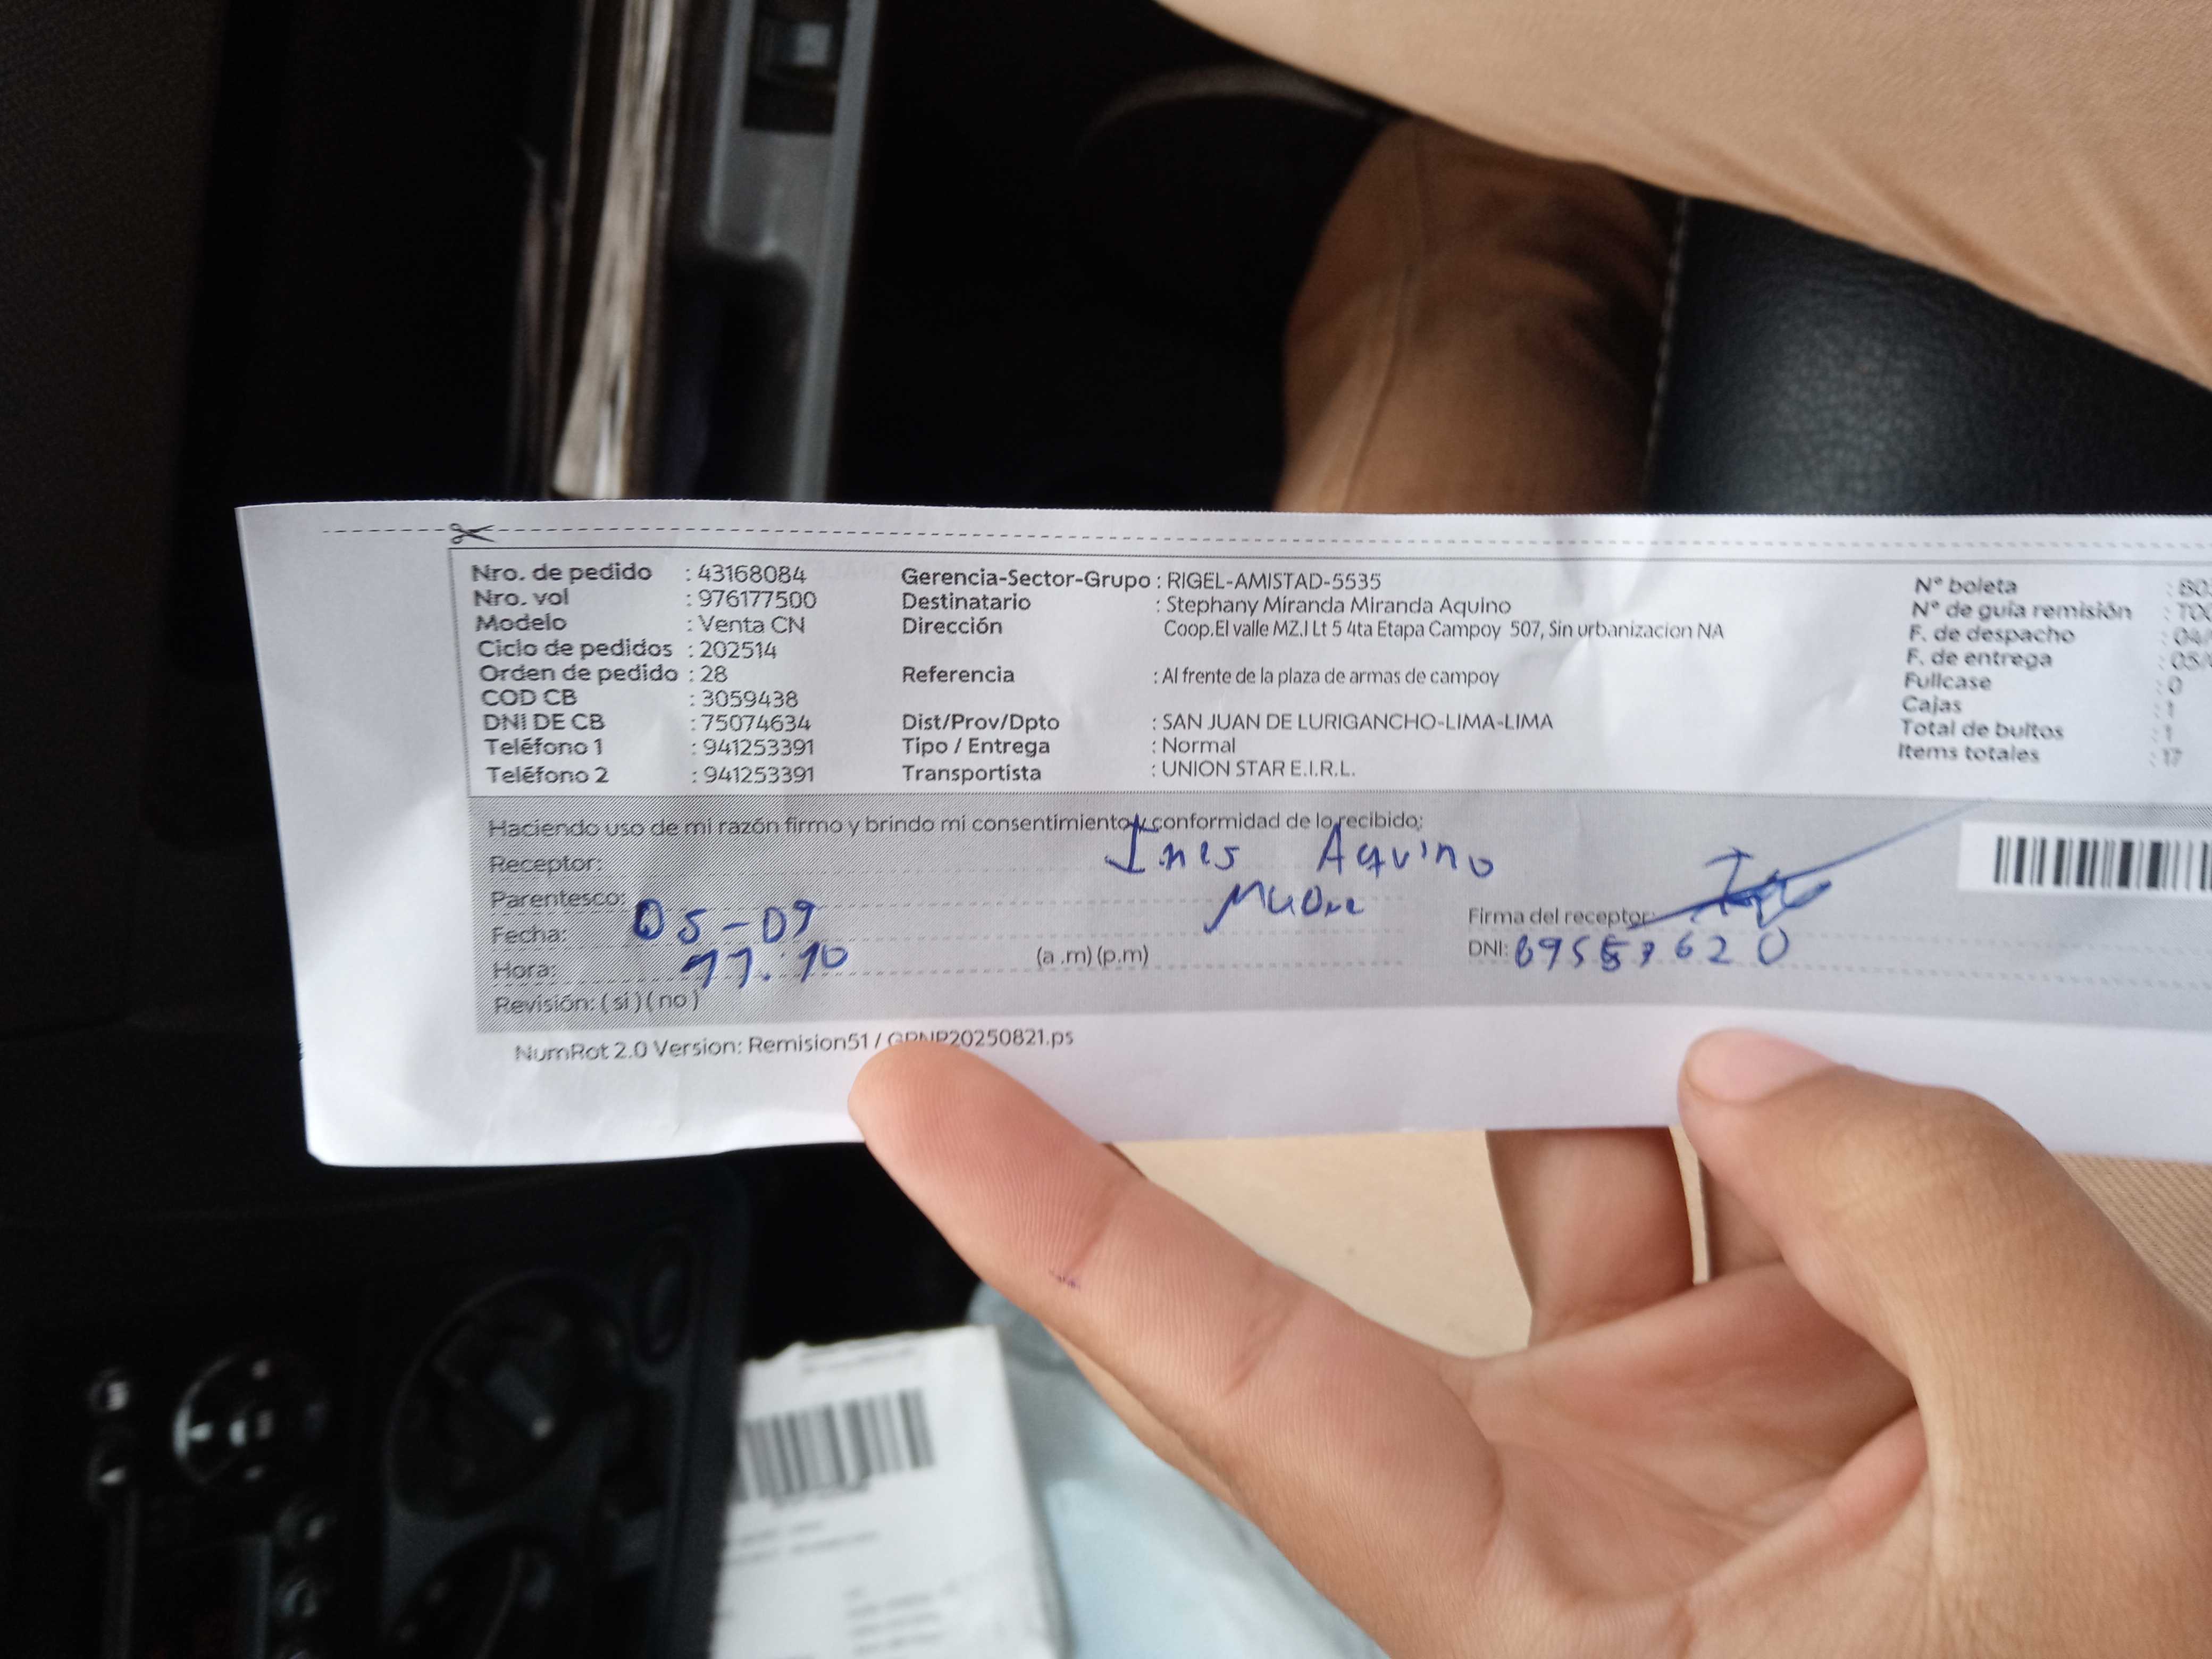 Nro. de pedido : 43168084
Nro. vol : 976177500
Modelo : Venta CN
Ciclo de pedidos : 202514
Orden de pedido : 28
COD CB : 3059438
DNI DE CB : 75074634
Teléfono 1 : 941253391
Teléfono 2 : 941253391
Gerencia-Sector-Grupo : RIGEL-AMISTAD-5535
Destinatario : Stephany Miranda Miranda Aquino
Dirección Coop.El valle MZ.I Lt 5 4ta Etapa Campoy 507, Sin urbanizacion NA
Referencia : Al frente de la plaza de armas de campoy
Dist/Prov/Dpto : SAN JUAN DE LURIGANCHO-LIMA-LIMA
Tipo / Entrega : Normal
Transportista : UNION STAR E.I.R.L.
N° boleta
N° de guía remisión
F. de despacho
F. de entrega
Fullcase : 0
Cajas : 1
Total de bultos : 1
Items totales : 17
Haciendo uso de mi razón firmo y brindo mi consentimiento y conformidad de lo recibido:
Receptor: Ines Aquino
Parentesco: Madre
Fecha: 05-09
Hora: 11:10 (a .m) (p.m)
Revisión: ( si ) ( no )
Firma del receptor:
DNI:
NumRot 2.0 Version: Remision51 / GRNP20250821.ps